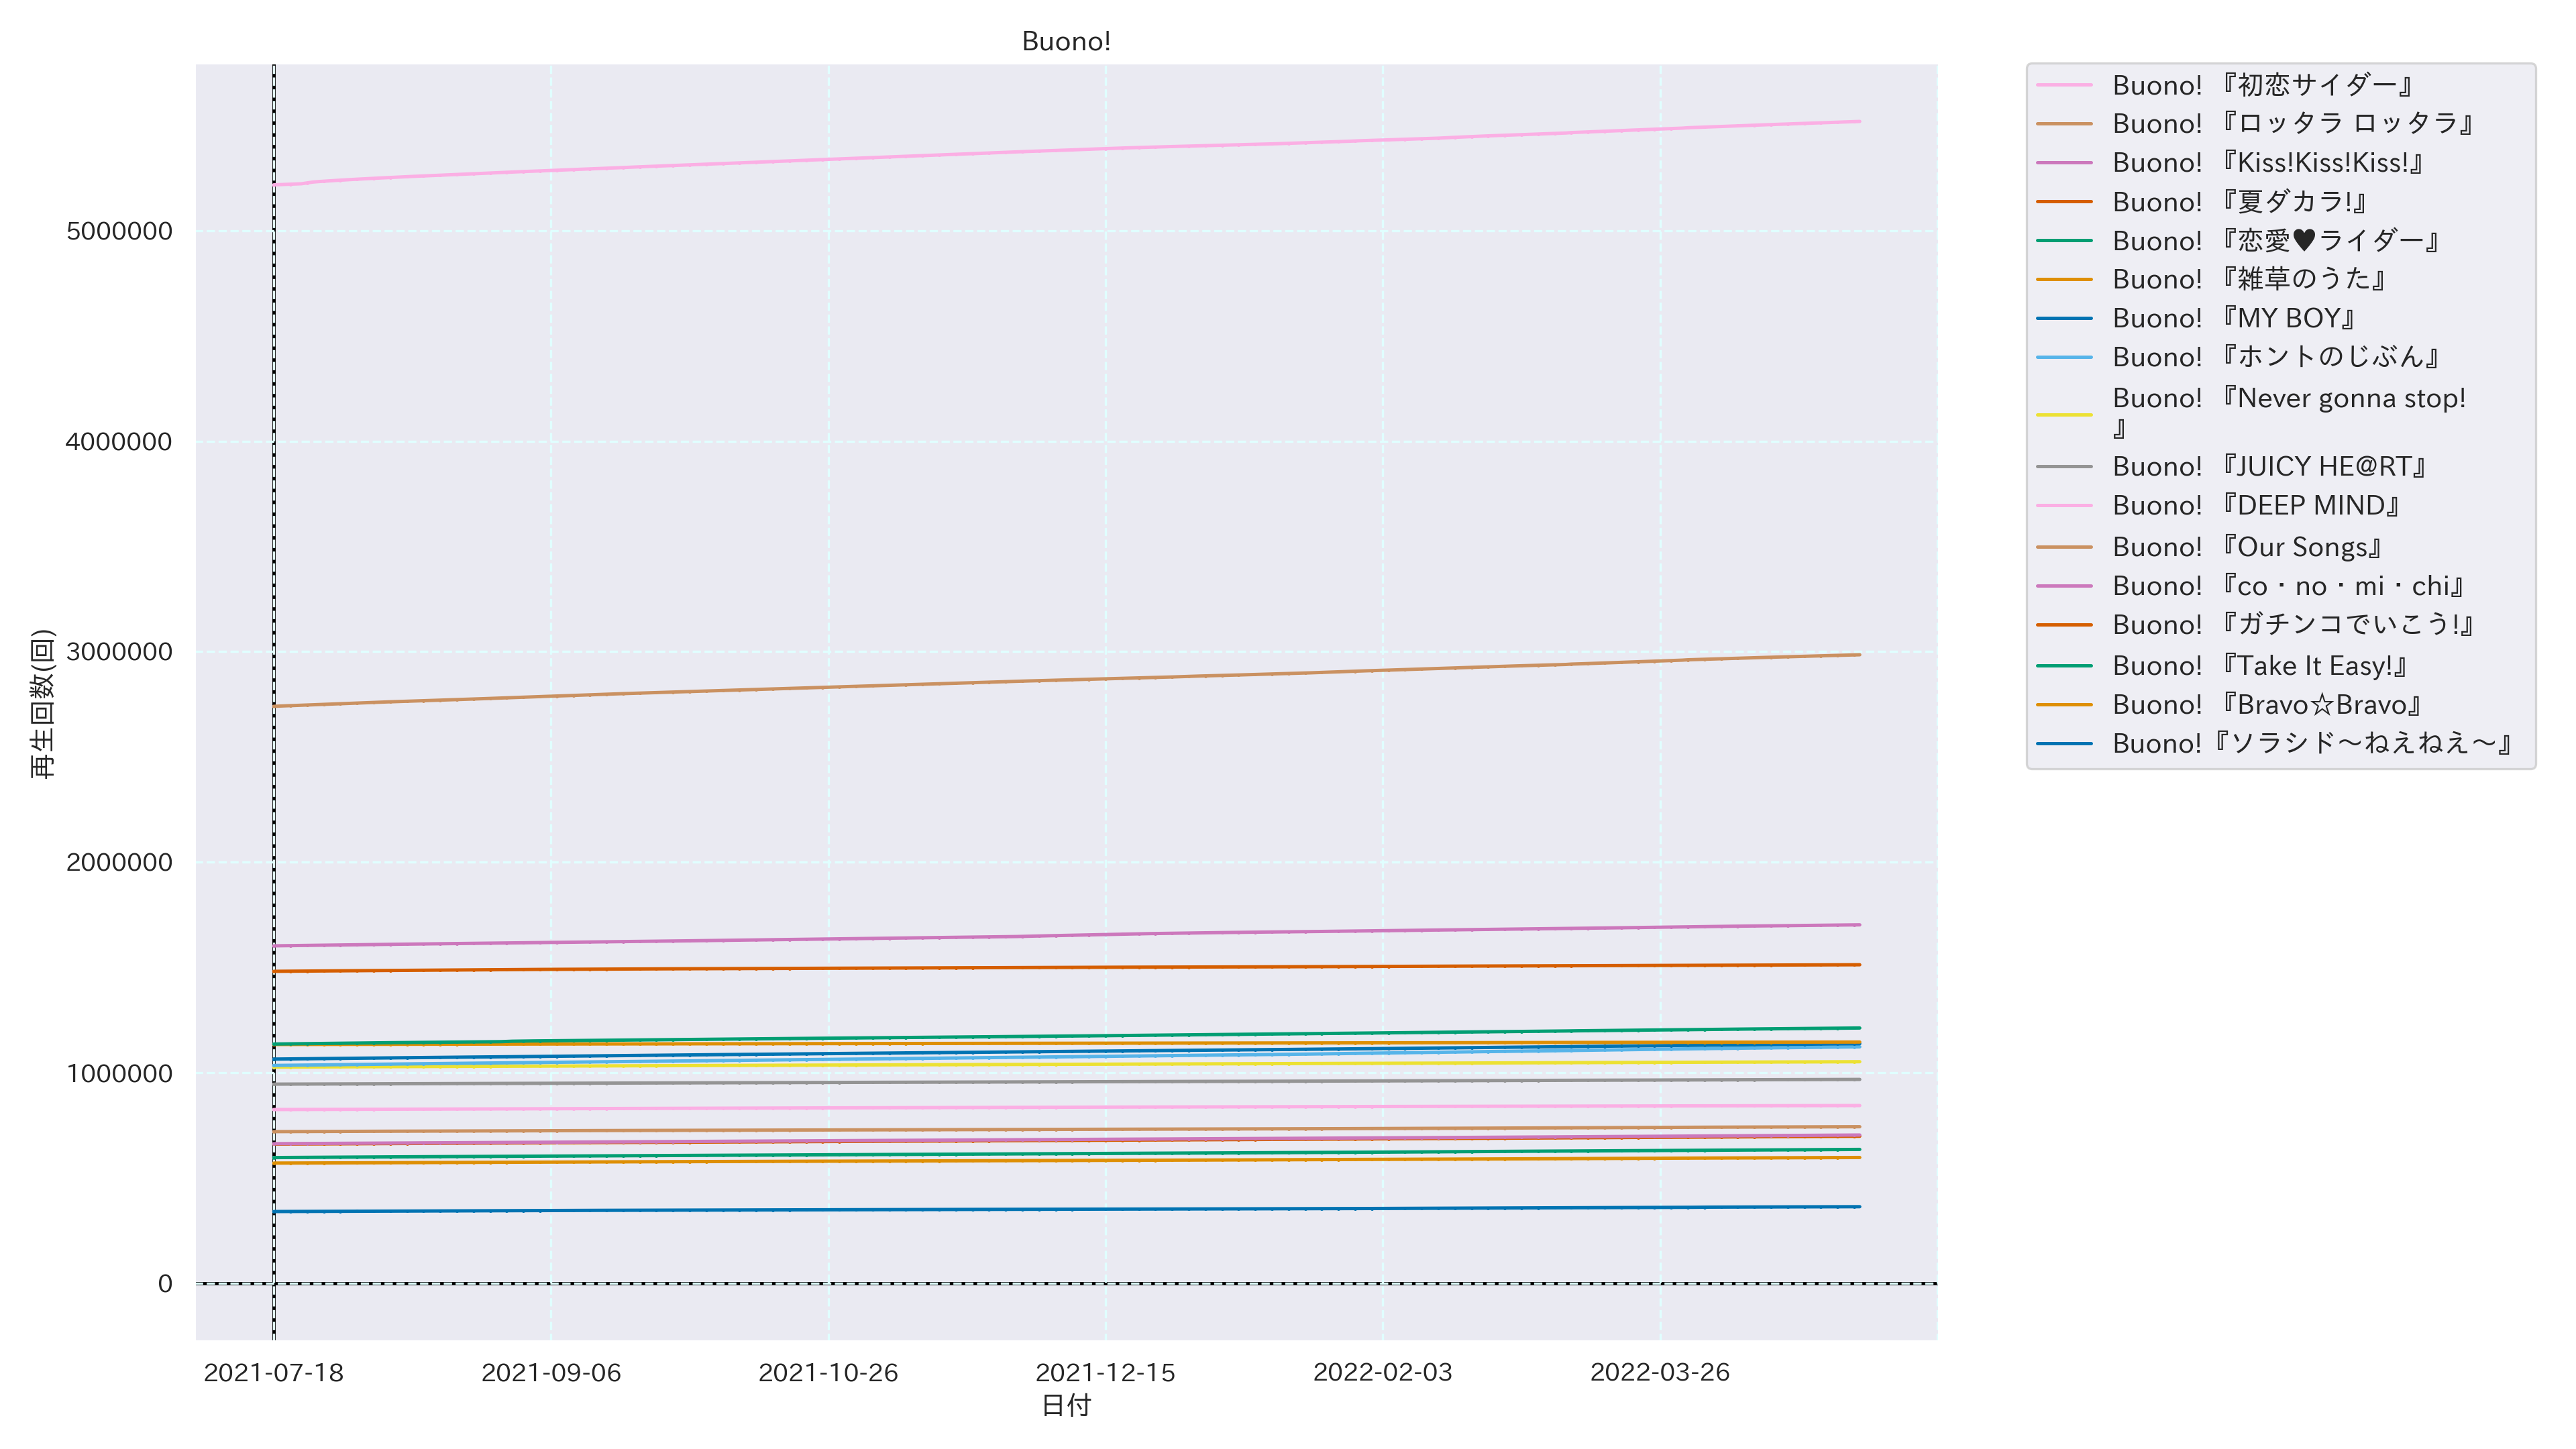 Buono!
5000000
4000000
3000000
2000000
1000000
0
再生回数(回)
2021-07-18
2021-09-06
2021-10-26
2021-12-15
2022-02-03
2022-03-26
日付
Buono! 『初恋サイダー』
Buono! 『ロッタラ ロッタラ』
Buono! 『Kiss!Kiss!Kiss!』
Buono! 『夏ダカラ!』
Buono! 『恋愛♥ライダー』
Buono! 『雑草のうた』
Buono! 『MY BOY』
Buono! 『ホントのじぶん』
Buono! 『Never gonna stop!
』
Buono! 『JUICY HE@RT』
Buono! 『DEEP MIND』
Buono! 『Our Songs』
Buono! 『co・no・mi・chi』
Buono! 『ガチンコでいこう!』
Buono! 『Take It Easy!』
Buono! 『Bravo☆Bravo』
Buono!『ソラシド～ねえねえ～』